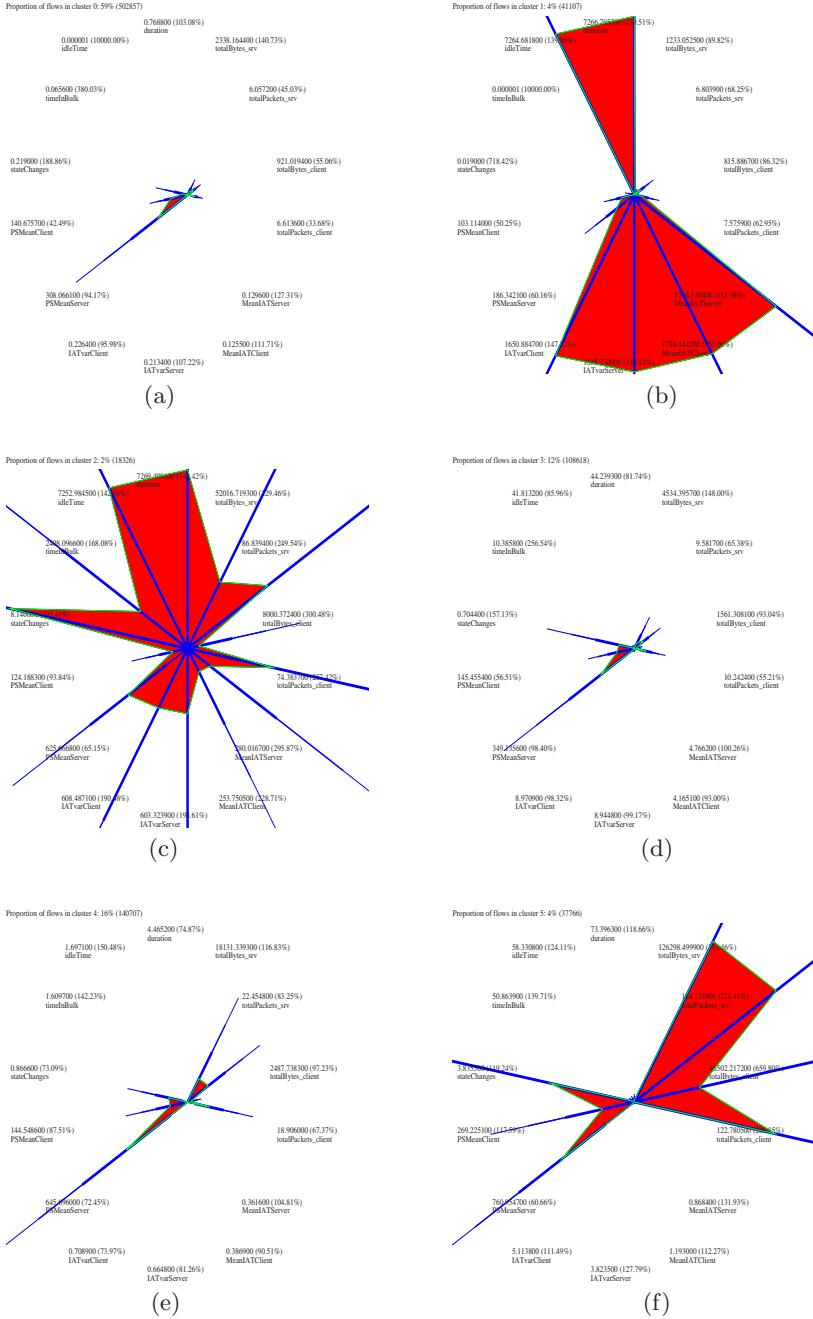 Proportion of flows in cluster 0: 59% (502857)
0.768800 (103.08%)
duration
0.000001 (10000.00%)
idleTime
2338.164400 (140.73%)
totalBytes_srv
0.065600 (380.03%)
timeInBulk
6.057200 (45.03%)
totalPackets_srv
0.219000 (188.86%)
stateChanges
921.019400 (55.06%)
totalBytes_client
140.675700 (42.49%)
PSMeanClient
6.613600 (33.68%)
totalPackets_client
308.066100 (94.17%)
PSMeanServer
0.129600 (127.31%)
MeanIATServer
0.226400 (95.98%)
IATvarClient
0.125500 (111.71%)
MeanIATClient
0.213400 (107.22%)
IATvarServer
(a)
Proportion of flows in cluster 1: 4% (41107)
duration
7264.681800
idleTime
1233.052500 (89.82%)
totalBytes_srv
0.000001 (10000.00%)
timeInBulk
6.803900 (68.25%)
totalPackets_srv
0.019000 (718.42%)
stateChanges
815.886700 (86.32%)
totalBytes_client
103.114000 (50.25%)
PSMeanClient
7.575900 (62.95%)
totalPackets_client
186.342100 (60.16%)
PSMeanServer
MeanIATServer
1650.884700
IATvarClient
MeanIATClient
IATvarServer
(b)
Proportion of flows in cluster 2: 2% (18326)
duration
7252.984500
idleTime
52016.719300
totalBytes_srv
(168.08%)
timeInBulk
86.839400 (249.54%)
totalPackets_srv
stateChanges
8000.372400 (300.48%)
totalBytes_client
124.188300 (93.84%)
PSMeanClient
74.383700
totalPackets_client
(65.15%)
PSMeanServer
280.016700 (295.87%)
MeanIATServer
608.487100
IATvarClient
253.750500 (228.71%)
MeanIATClient
603.323900
IATvarServer
(c)
Proportion of flows in cluster 3: 12% (108618)
44.239300 (81.74%)
duration
41.813200 (85.96%)
idleTime
4534.395700 (148.00%)
totalBytes_srv
10.385800 (256.54%)
timeInBulk
9.581700 (65.38%)
totalPackets_srv
0.704400 (157.13%)
stateChanges
1561.308100 (93.04%)
totalBytes_client
145.455400 (56.51%)
PSMeanClient
10.242400 (55.21%)
totalPackets_client
349.135600 (98.40%)
PSMeanServer
4.766200 (100.26%)
MeanIATServer
8.970900 (98.32%)
IATvarClient
4.165100 (93.00%)
MeanIATClient
8.944800 (99.17%)
IATvarServer
(d)
Proportion of flows in cluster 4: 16% (140707)
4.465200 (74.87%)
duration
1.697100 (150.48%)
idleTime
18131.339300 (116.83%)
totalBytes_srv
1.609700 (142.23%)
timeInBulk
22.454800 (83.25%)
totalPackets_srv
0.866600 (73.09%)
stateChanges
2487.738300 (97.23%)
totalBytes_client
144.548600 (87.51%)
PSMeanClient
18.906000 (67.37%)
totalPackets_client
(72.45%)
PSMeanServer
0.361600 (104.81%)
MeanIATServer
0.708900 (73.97%)
IATvarClient
0.386900 (90.51%)
MeanIATClient
0.664800 (81.26%)
IATvarServer
(e)
Proportion of flows in cluster 5: 4% (37766)
73.396300 (118.66%)
duration
58.330800 (124.11%)
idleTime
126298.499900
totalBytes_srv
50.863900 (139.71%)
timeInBulk
totalPackets_srv
(119.24%)
stateChanges
(659.80%)
totalBytes_client
269.225100
PSMeanClient
122.780500
totalPackets_client
(60.66%)
PSMeanServer
0.868400 (131.93%)
MeanIATServer
5.113800 (111.49%)
IATvarClient
1.193000 (112.27%)
MeanIATClient
3.823500 (127.79%)
IATvarServer
(f)